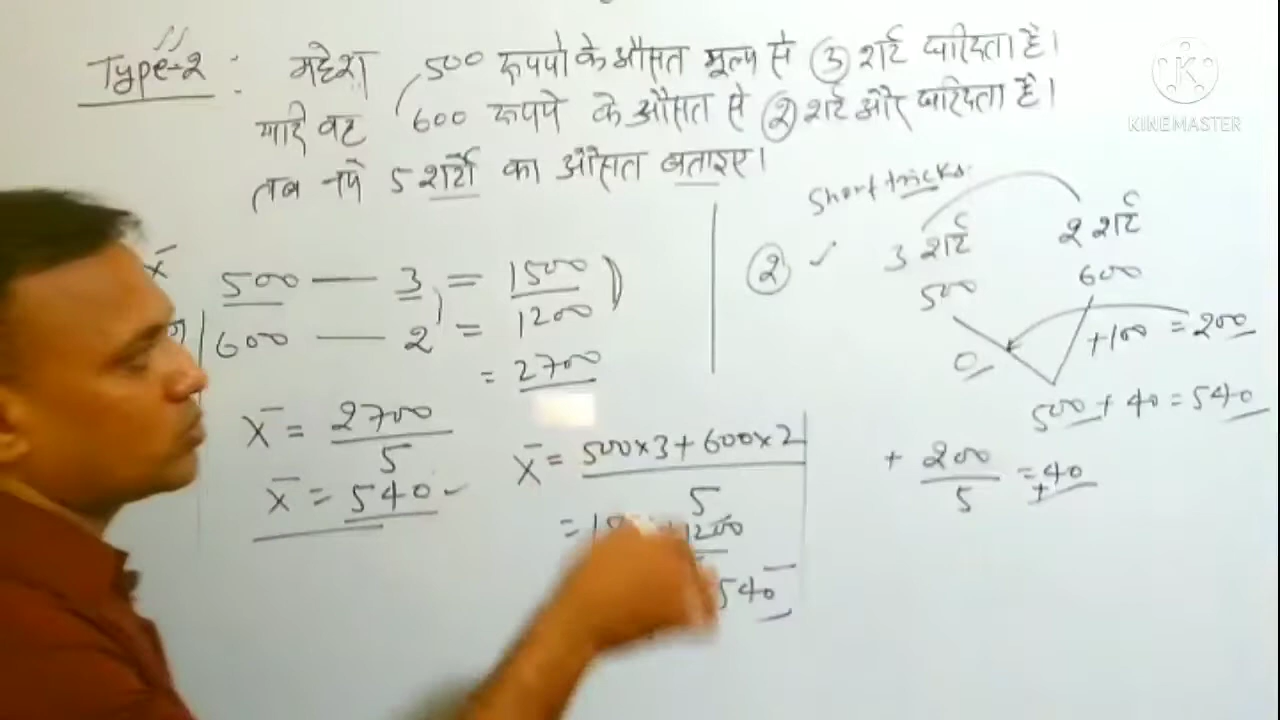 Type-2 : महेश 500 रूपयो के औसत मूल्य से 3 शर्ट खरिदता है।
यादि वह 600 रूपये के औसत से 2 शर्ट और खरिदता है।
तब नये 5 शर्टो का औसत बताइए।
500 — 3 = 1500
600 — 2 = 1200
= 2700
x̄ = 2700/5
x̄ = 540
x̄ = 500×3+600×2/5
1200
540
Short tricks.
2 ✓ 3 शर्ट 2 शर्ट
500 600
0 +100 = 200
500 + 40 = 540
+ 200/5 = +40
KINEMASTER